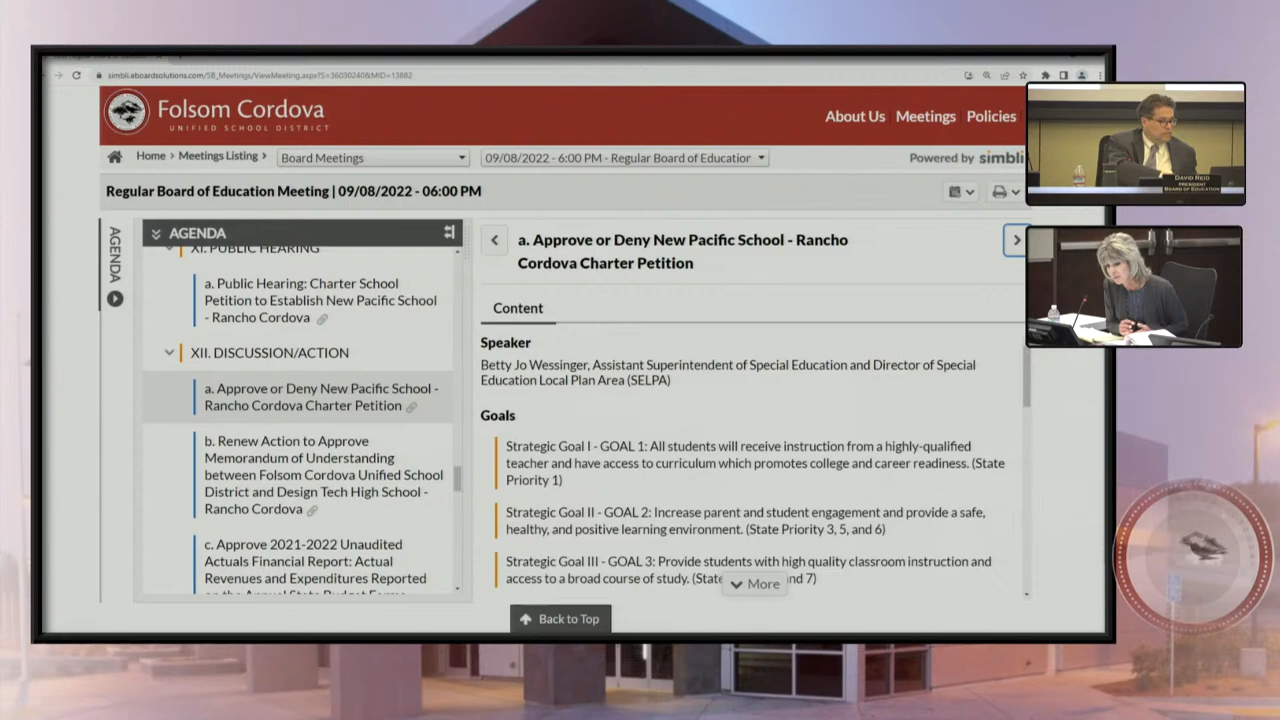 simbli.eboardsolutions.com/SB_Meetings/ViewMeeting.aspx?S=36030240&MID=13882
Folsom Cordova
UNIFIED SCHOOL DISTRICT
About Us Meetings Policies
Home > Meetings Listing >
Board Meetings
09/08/2022 - 6:00 PM - Regular Board of Education
Powered by simbli
Regular Board of Education Meeting | 09/08/2022 - 06:00 PM
AGENDA
AGENDA
XI. PUBLIC HEARING
a. Public Hearing: Charter School
Petition to Establish New Pacific School
- Rancho Cordova
XII. DISCUSSION/ACTION
a. Approve or Deny New Pacific School -
Rancho Cordova Charter Petition
b. Renew Action to Approve
Memorandum of Understanding
between Folsom Cordova Unified School
District and Design Tech High School -
Rancho Cordova
c. Approve 2021-2022 Unaudited
Actuals Financial Report: Actual
Revenues and Expenditures Reported
on the Annual State Budget Forms
a. Approve or Deny New Pacific School - Rancho
Cordova Charter Petition
Content
Speaker
Betty Jo Wessinger, Assistant Superintendent of Special Education and Director of Special
Education Local Plan Area (SELPA)
Goals
Strategic Goal I - GOAL 1: All students will receive instruction from a highly-qualified
teacher and have access to curriculum which promotes college and career readiness. (State
Priority 1)
Strategic Goal II - GOAL 2: Increase parent and student engagement and provide a safe,
healthy, and positive learning environment. (State Priority 3, 5, and 6)
Strategic Goal III - GOAL 3: Provide students with high quality classroom instruction and
access to a broad course of study. (State and 7)
More
Back to Top
DAVID REID
PRESIDENT
BOARD OF EDUCATION